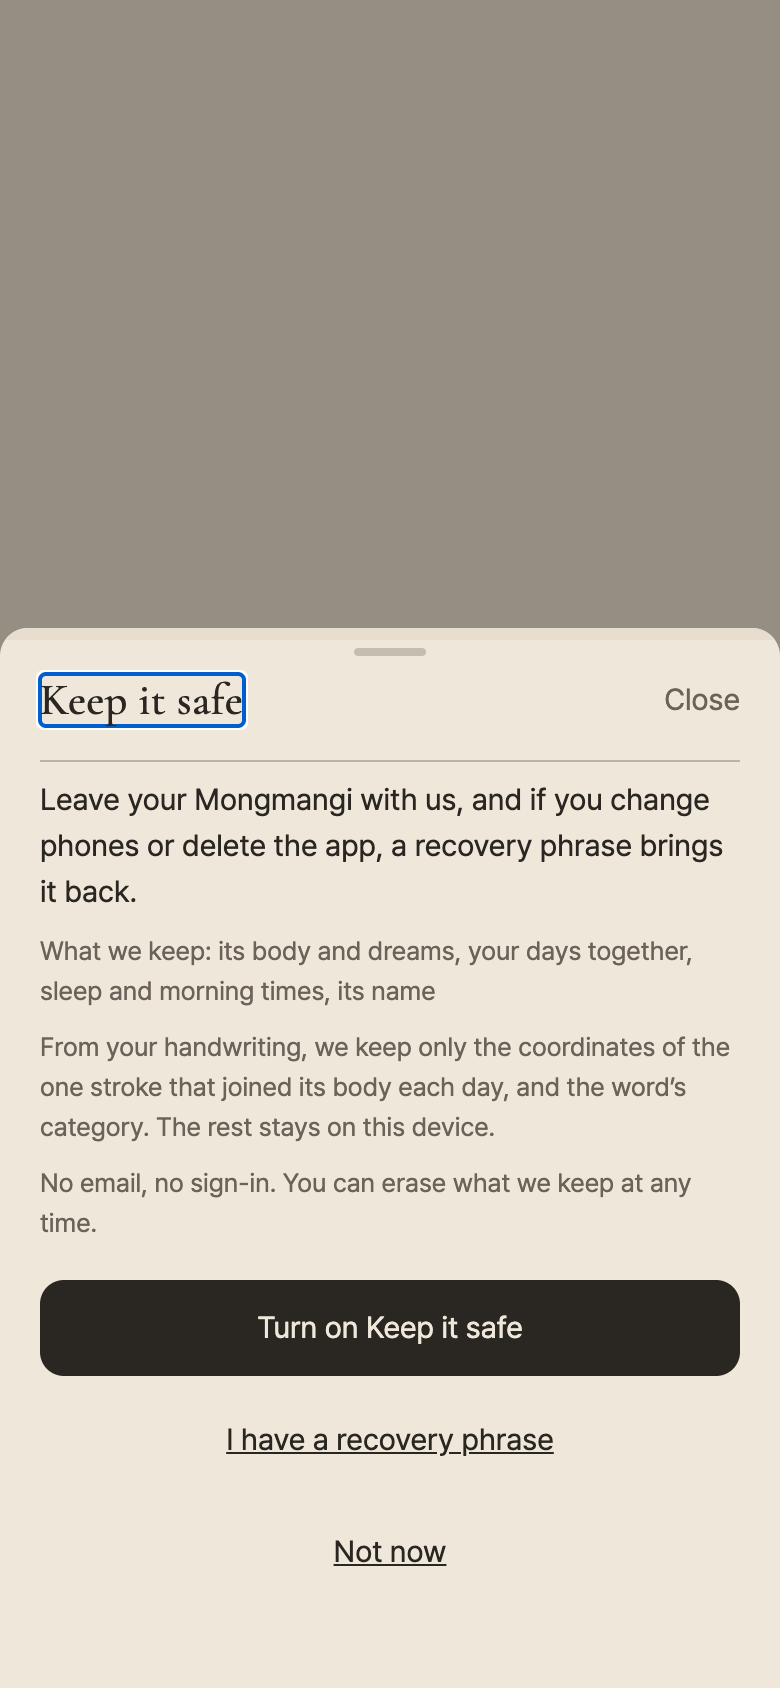 Keep it safe
Close
Leave your Mongmangi with us, and if you change
phones or delete the app, a recovery phrase brings
it back.
What we keep: its body and dreams, your days together,
sleep and morning times, its name
From your handwriting, we keep only the coordinates of the
one stroke that joined its body each day, and the word’s
category. The rest stays on this device.
No email, no sign-in. You can erase what we keep at any
time.
Turn on Keep it safe
I have a recovery phrase
Not now